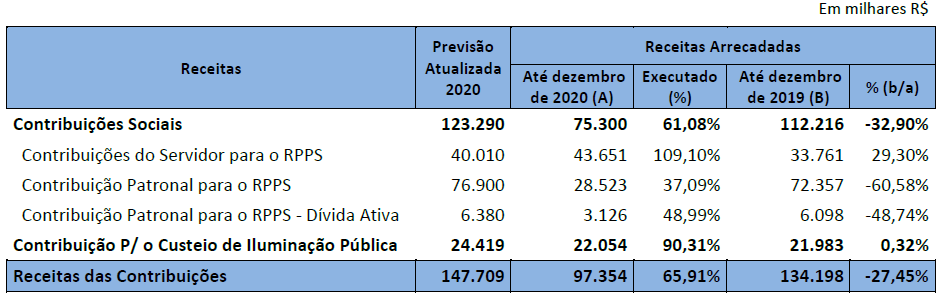 Em milhares R$
Receitas Previsão Atualizada 2020 Receitas Arrecadadas
Até dezembro de 2020 (A) Executado (%) Até dezembro de 2019 (B) % (b/a)
Contribuições Sociais 123.290 75.300 61,08% 112.216 -32,90%
Contribuições do Servidor para o RPPS 40.010 43.651 109,10% 33.761 29,30%
Contribuição Patronal para o RPPS 76.900 28.523 37,09% 72.357 -60,58%
Contribuição Patronal para o RPPS - Dívida Ativa 6.380 3.126 48,99% 6.098 -48,74%
Contribuição P/ o Custeio de Iluminação Pública 24.419 22.054 90,31% 21.983 0,32%
Receitas das Contribuições 147.709 97.354 65,91% 134.198 -27,45%